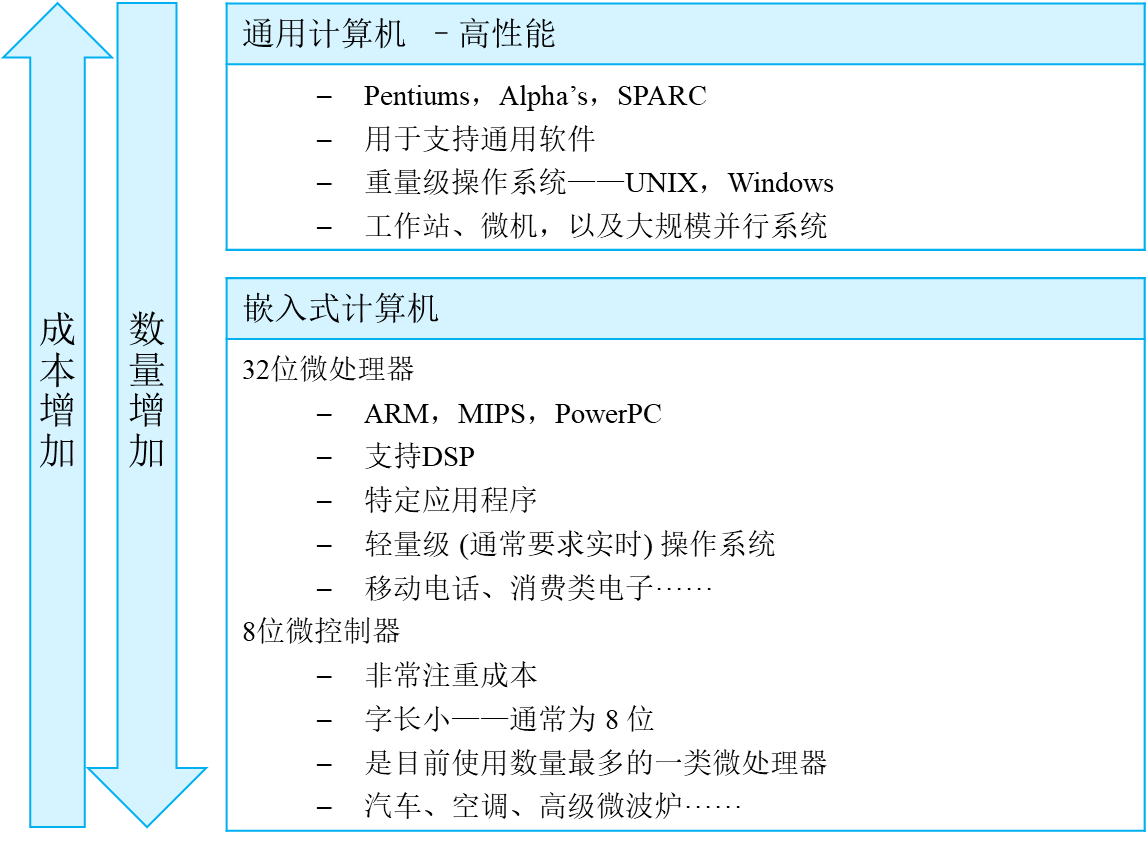 成本增加
数量增加
通用计算机 –高性能
– Pentiums，Alpha’s，SPARC
– 用于支持通用软件
– 重量级操作系统——UNIX，Windows
– 工作站、微机，以及大规模并行系统
嵌入式计算机
32位微处理器
– ARM，MIPS，PowerPC
– 支持DSP
– 特定应用程序
– 轻量级 (通常要求实时) 操作系统
– 移动电话、消费类电子……
8位微控制器
– 非常注重成本
– 字长小——通常为 8 位
– 是目前使用数量最多的一类微处理器
– 汽车、空调、高级微波炉……